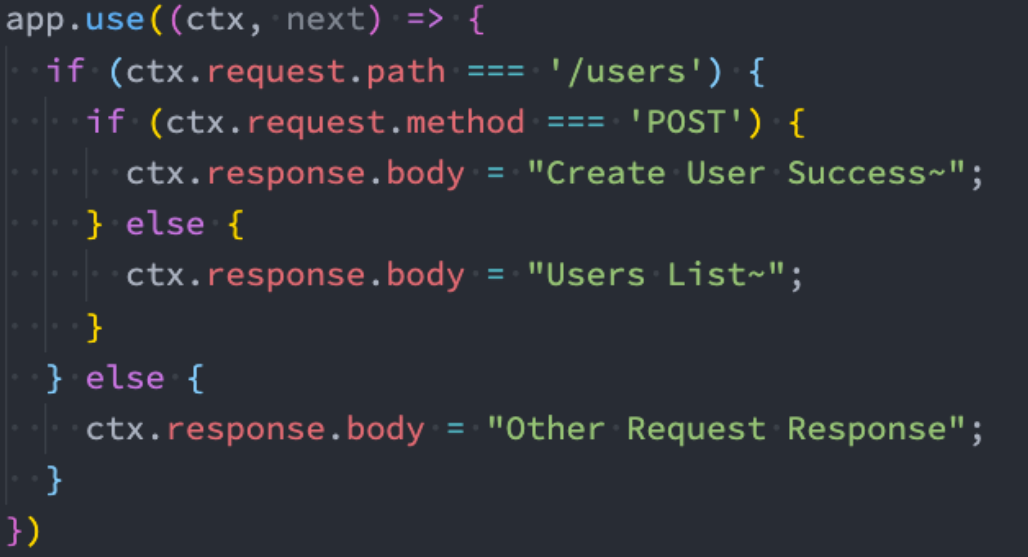 app.use((ctx, next) => {
  if (ctx.request.path === '/users') {
    if (ctx.request.method === 'POST') {
      ctx.response.body = "Create User Success~";
    } else {
      ctx.response.body = "Users List~";
    }
  } else {
    ctx.response.body = "Other Request Response";
  }
})